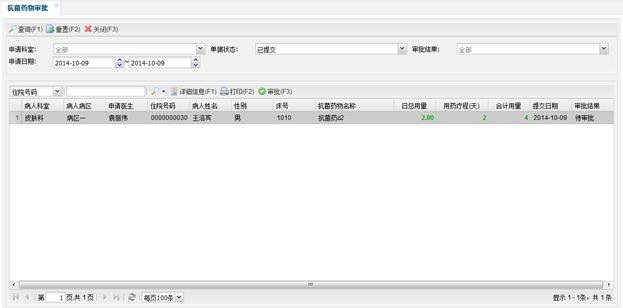 抗菌药物审批
查询(F1) 重置(F2) 关闭(F3)
申请科室: 全部 单据状态: 已提交 审批结果: 全部
申请日期: 2014-10-09 ~ 2014-10-09
住院号码 详细信息(F1) 打印(F2) 审批(F3)
病人科室 病人病区 申请医生 住院号码 病人姓名 性别 床号 抗菌药物名称 日总用量 用药疗程(天) 合计用量 提交日期 审批结果
1 皮肤科 病区一 袁丽伟 0000000030 王浴宾 男 1010 抗菌药z2 2.00 2 4 2014-10-09 待审批
第 1 页,共 1 页 每页100条 显示 1 - 1条，共 1 条